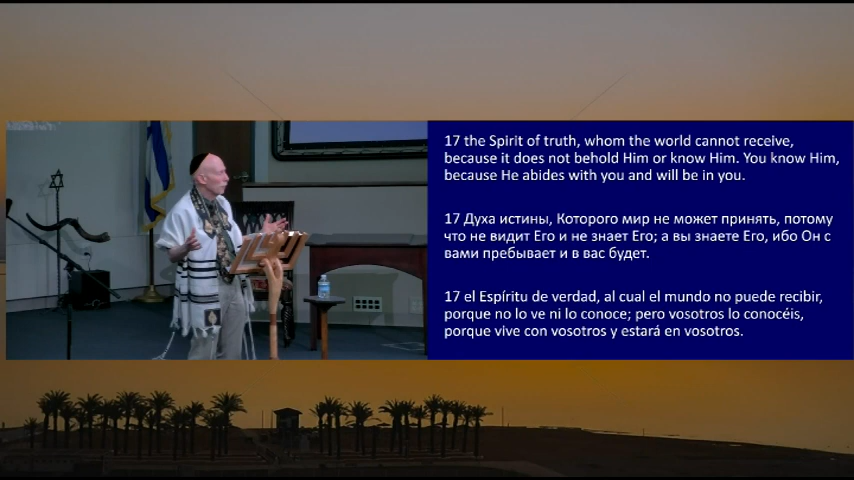 17 the Spirit of truth, whom the world cannot receive,
because it does not behold Him or know Him. You know Him,
because He abides with you and will be in you.
17 Духа истины, Которого мир не может принять, потому
что не видит Его и не знает Его; а вы знаете Его, ибо Он с
вами пребывает и в вас будет.
17 el Espíritu de verdad, al cual el mundo no puede recibir,
porque no lo ve ni lo conoce; pero vosotros lo conocéis,
porque vive con vosotros y estará en vosotros.